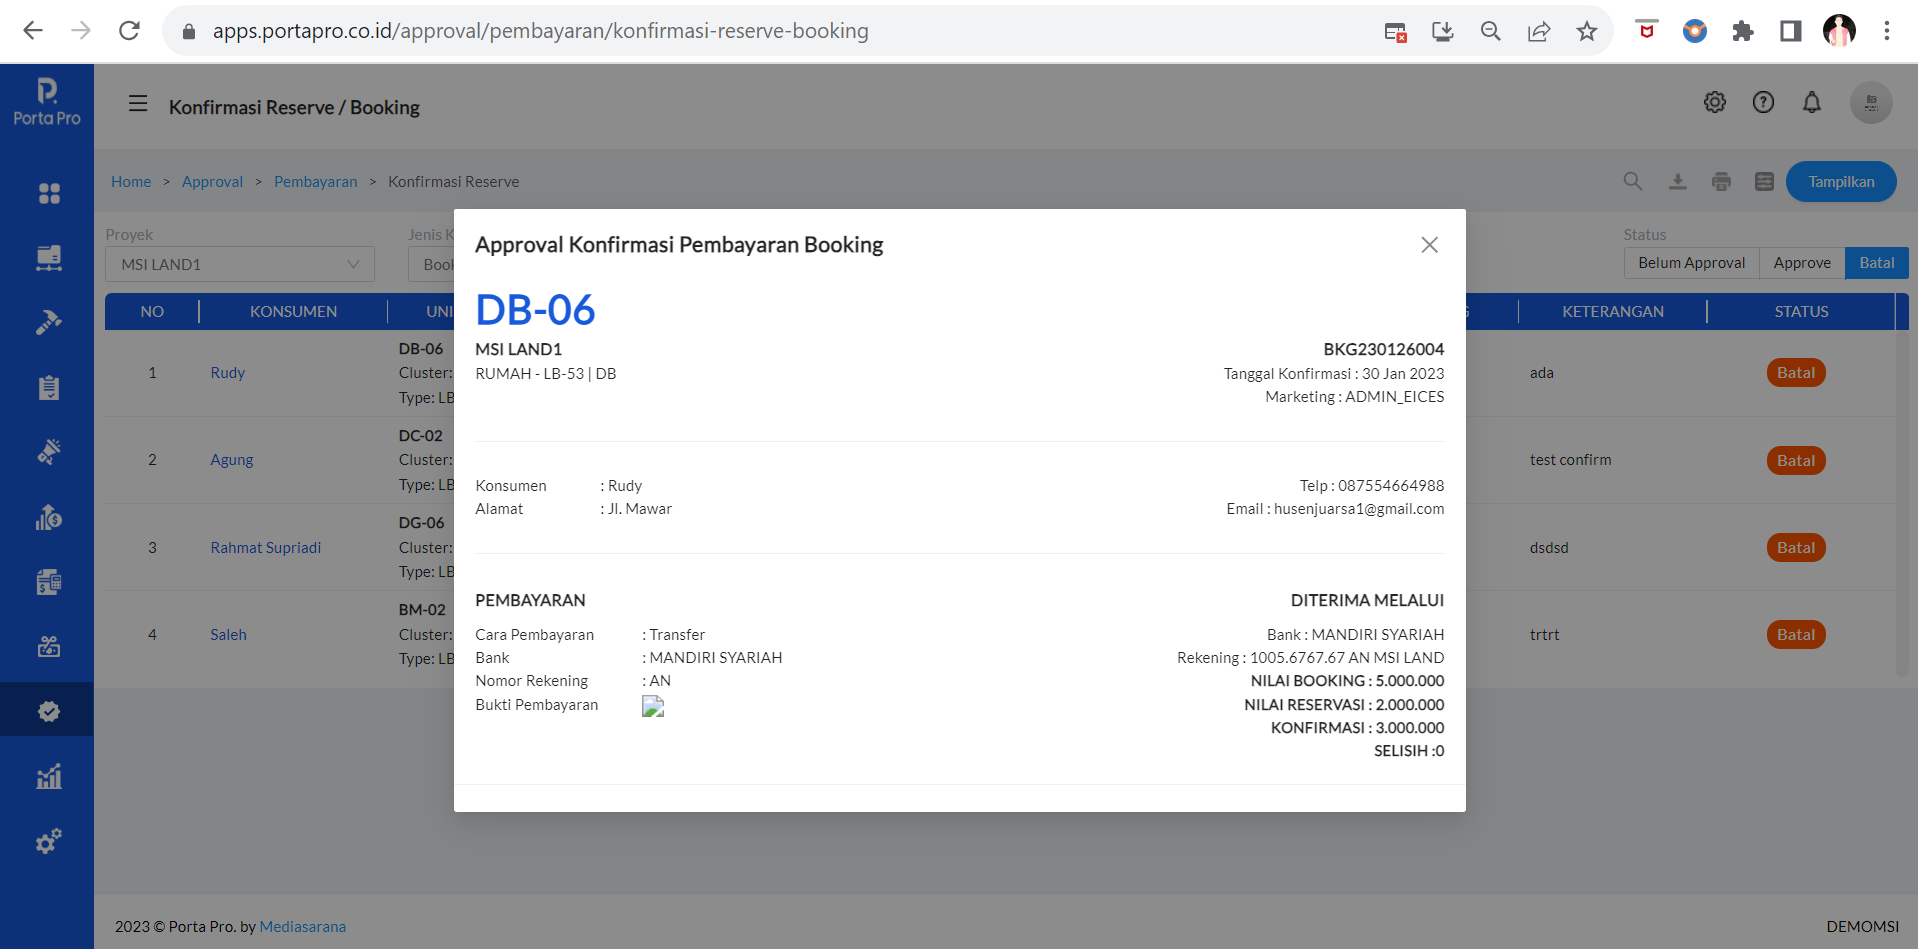 apps.portapro.co.id/approval/pembayaran/konfirmasi-reserve-booking
Porta Pro
Konfirmasi Reserve / Booking
Home > Approval > Pembayaran > Konfirmasi Reserve
Tampilkan
Proyek
MSI LAND1
Jenis K
Book
Status
Belum Approval Approve Batal
NO KONSUMEN UNI KETERANGAN STATUS
1 Rudy DB-06 Cluster: Type: LB ada Batal
2 Agung DC-02 Cluster: Type: LB test confirm Batal
3 Rahmat Supriadi DG-06 Cluster: Type: LB dsdsd Batal
4 Saleh BM-02 Cluster: Type: LB trtrt Batal
Approval Konfirmasi Pembayaran Booking
DB-06
MSI LAND1 BKG230126004
RUMAH - LB-53 | DB Tanggal Konfirmasi : 30 Jan 2023
Marketing : ADMIN_EICES
Konsumen : Rudy Telp : 087554664988
Alamat : Jl. Mawar Email : husenjuarsa1@gmail.com
PEMBAYARAN DITERIMA MELALUI
Cara Pembayaran : Transfer Bank : MANDIRI SYARIAH
Bank : MANDIRI SYARIAH Rekening : 1005.6767.67 AN MSI LAND
Nomor Rekening : AN NILAI BOOKING : 5.000.000
Bukti Pembayaran NILAI RESERVASI : 2.000.000
KONFIRMASI : 3.000.000
SELISIH :0
2023 © Porta Pro. by Mediasarana DEMOMSI